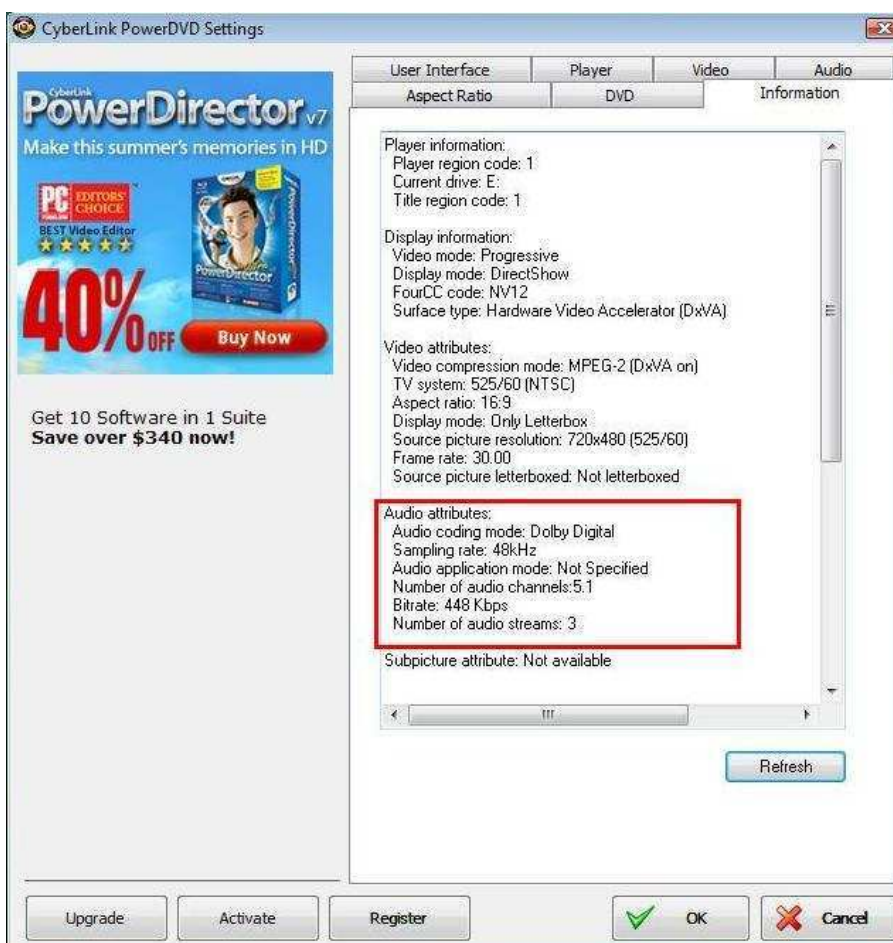 CyberLink PowerDVD Settings
CyberLink
PowerDirector v7
Make this summer's memories in HD
PC EDITORS' CHOICE
BEST Video Editor
PowerDirector
40% OFF
Buy Now
Get 10 Software in 1 Suite
Save over $340 now!
User Interface Player Video Audio
Aspect Ratio DVD Information
Player information:
Player region code: 1
Current drive: E:
Title region code: 1
Display information:
Video mode: Progressive
Display mode: DirectShow
FourCC code: NV12
Surface type: Hardware Video Accelerator (DxVA)
Video attributes:
Video compression mode: MPEG-2 (DxVA on)
TV system: 525/60 (NTSC)
Aspect ratio: 16:9
Display mode: Only Letterbox
Source picture resolution: 720x480 (525/60)
Frame rate: 30.00
Source picture letterboxed: Not letterboxed
Audio attributes:
Audio coding mode: Dolby Digital
Sampling rate: 48kHz
Audio application mode: Not Specified
Number of audio channels:5.1
Bitrate: 448 Kbps
Number of audio streams: 3
Subpicture attribute: Not available
Refresh
Upgrade Activate Register OK Cancel